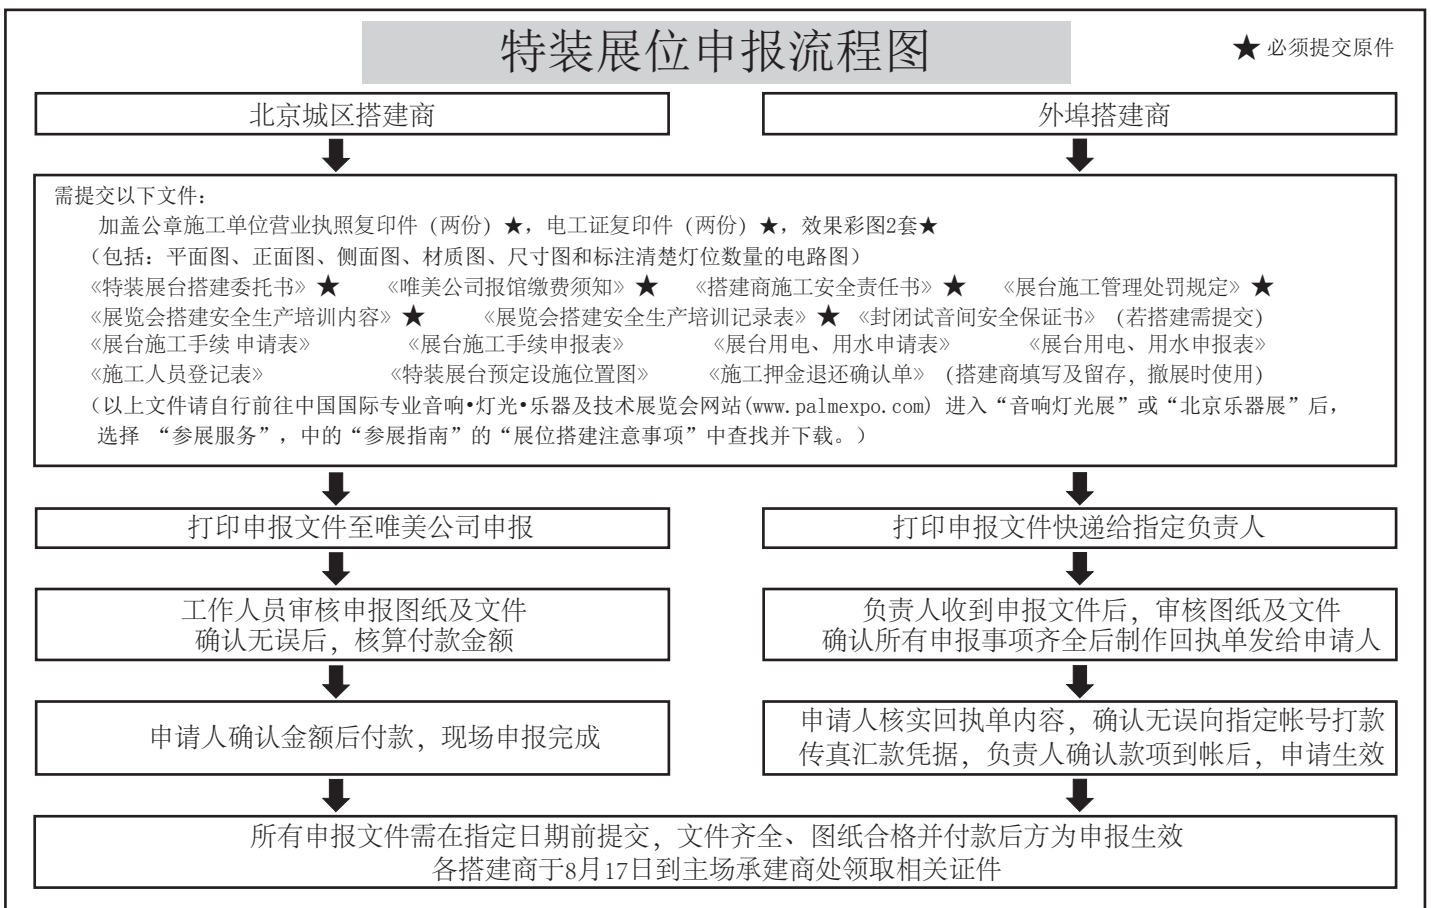 特装展位申报流程图
★ 必须提交原件
北京城区搭建商
外埠搭建商
需提交以下文件：
加盖公章施工单位营业执照复印件（两份）★，电工证复印件（两份）★，效果彩图2套★
（包括：平面图、正面图、侧面图、材质图、尺寸图和标注清楚灯位数量的电路图）
《特装展台搭建委托书》★ 《唯美公司报馆缴费须知》★ 《搭建商施工安全责任书》★ 《展台施工管理处罚规定》★
《展览会搭建安全生产培训内容》★ 《展览会搭建安全生产培训记录表》★ 《封闭试音间安全保证书》（若搭建需提交）
《展台施工手续 申请表》 《展台施工手续申报表》 《展台用电、用水申请表》 《展台用电、用水申报表》
《施工人员登记表》 《特装展台预定设施位置图》 《施工押金退还确认单》（搭建商填写及留存，撤展时使用）
（以上文件请自行前往中国国际专业音响•灯光•乐器及技术展览会网站(www.palmexpo.com) 进入“音响灯光展”或“北京乐器展”后，
选择 “参展服务”，中的“参展指南”的“展位搭建注意事项”中查找并下载。）
打印申报文件至唯美公司申报
打印申报文件快递给指定负责人
工作人员审核申报图纸及文件
确认无误后，核算付款金额
负责人收到申报文件后，审核图纸及文件
确认所有申报事项齐全后制作回执单发给申请人
申请人确认金额后付款，现场申报完成
申请人核实回执单内容，确认无误向指定帐号打款
传真汇款凭据，负责人确认款项到帐后，申请生效
所有申报文件需在指定日期前提交，文件齐全、图纸合格并付款后方为申报生效
各搭建商于8月17日到主场承建商处领取相关证件